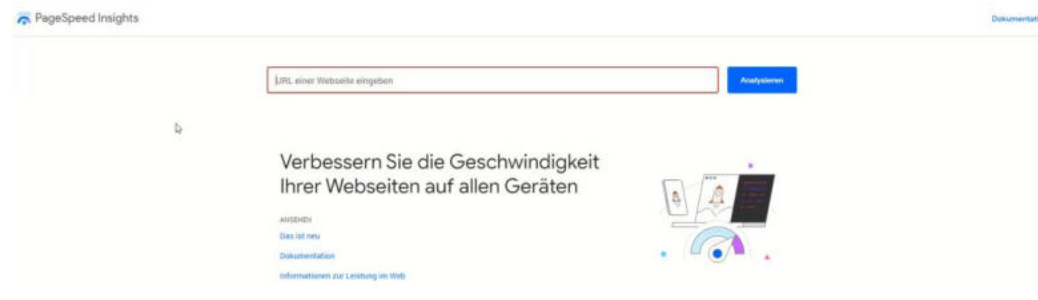 PageSpeed Insights
Dokumentati
URL einer Webseite eingeben
Analysieren
Verbessern Sie die Geschwindigkeit
Ihrer Webseiten auf allen Geräten
ANSEHEN
Das ist neu
Dokumentation
Informationen zur Leistung im Web